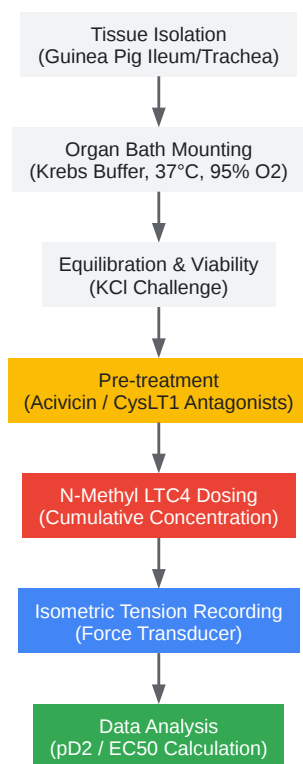 Tissue Isolation
(Guinea Pig Ileum/Trachea)
Organ Bath Mounting
(Krebs Buffer, 37°C, 95% O2)
Equilibration & Viability
(KCl Challenge)
Pre-treatment
(Acivicin / CysLT1 Antagonists)
N-Methyl LTC4 Dosing
(Cumulative Concentration)
Isometric Tension Recording
(Force Transducer)
Data Analysis
(pD2 / EC50 Calculation)